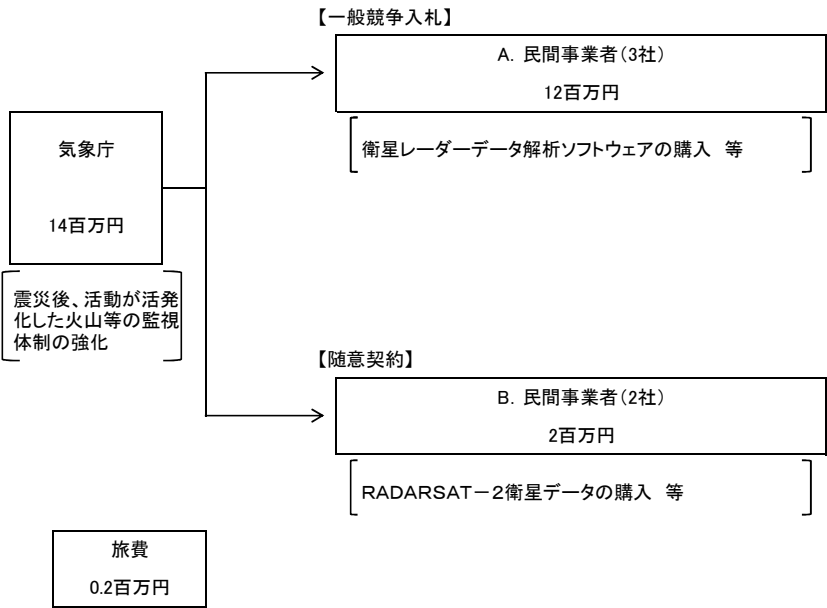 【一般競争入札】
A. 民間事業者(3社)
12百万円
衛星レーダーデータ解析ソフトウェアの購入 等
気象庁
14百万円
震災後、活動が活発
化した火山等の監視
体制の強化
【随意契約】
B. 民間事業者(2社)
2百万円
RADARSAT-2衛星データの購入 等
旅費
0.2百万円